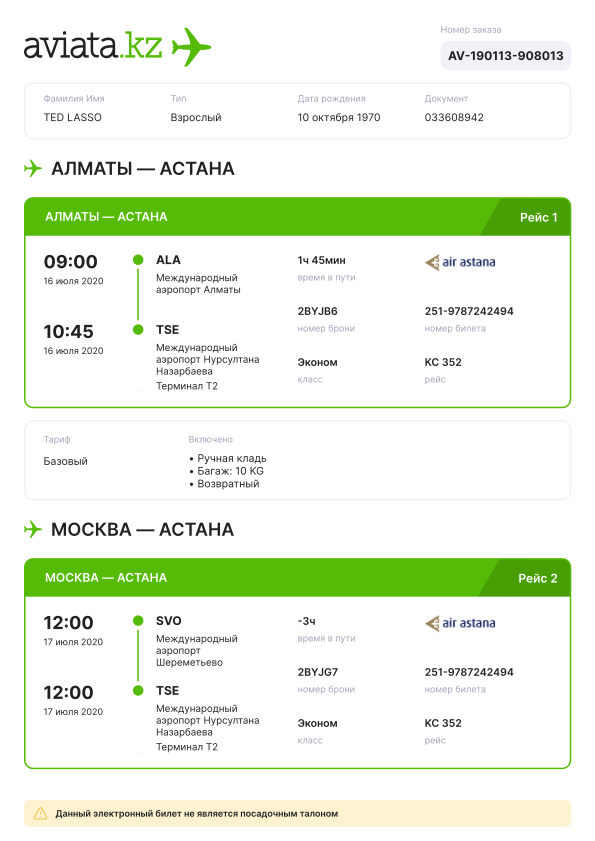 aviata.kz
Номер заказа
AV-190113-908013
Фамилия Имя Тип Дата рождения Документ
TED LASSO Взрослый 10 октября 1970 033608942
АЛМАТЫ — АСТАНА
АЛМАТЫ — АСТАНА Рейс 1
09:00 ALA 1ч 45мин air astana
16 июля 2020 Международный время в пути
аэропорт Алматы
2BYJB6 251-9787242494
10:45 TSE номер брони номер билета
16 июля 2020 Международный
аэропорт Нурсултана Эконом KC 352
Назарбаева
Терминал T2 класс рейс
Тариф Включено
Базовый • Ручная кладь
• Багаж: 10 KG
• Возвратный
МОСКВА — АСТАНА
МОСКВА — АСТАНА Рейс 2
12:00 SVO -3ч air astana
17 июля 2020 Международный время в пути
аэропорт
Шереметьево
2BYJG7 251-9787242494
12:00 TSE номер брони номер билета
17 июля 2020 Международный
аэропорт Нурсултана Эконом KC 352
Назарбаева
Терминал T2 класс рейс
Данный электронный билет не является посадочным талоном